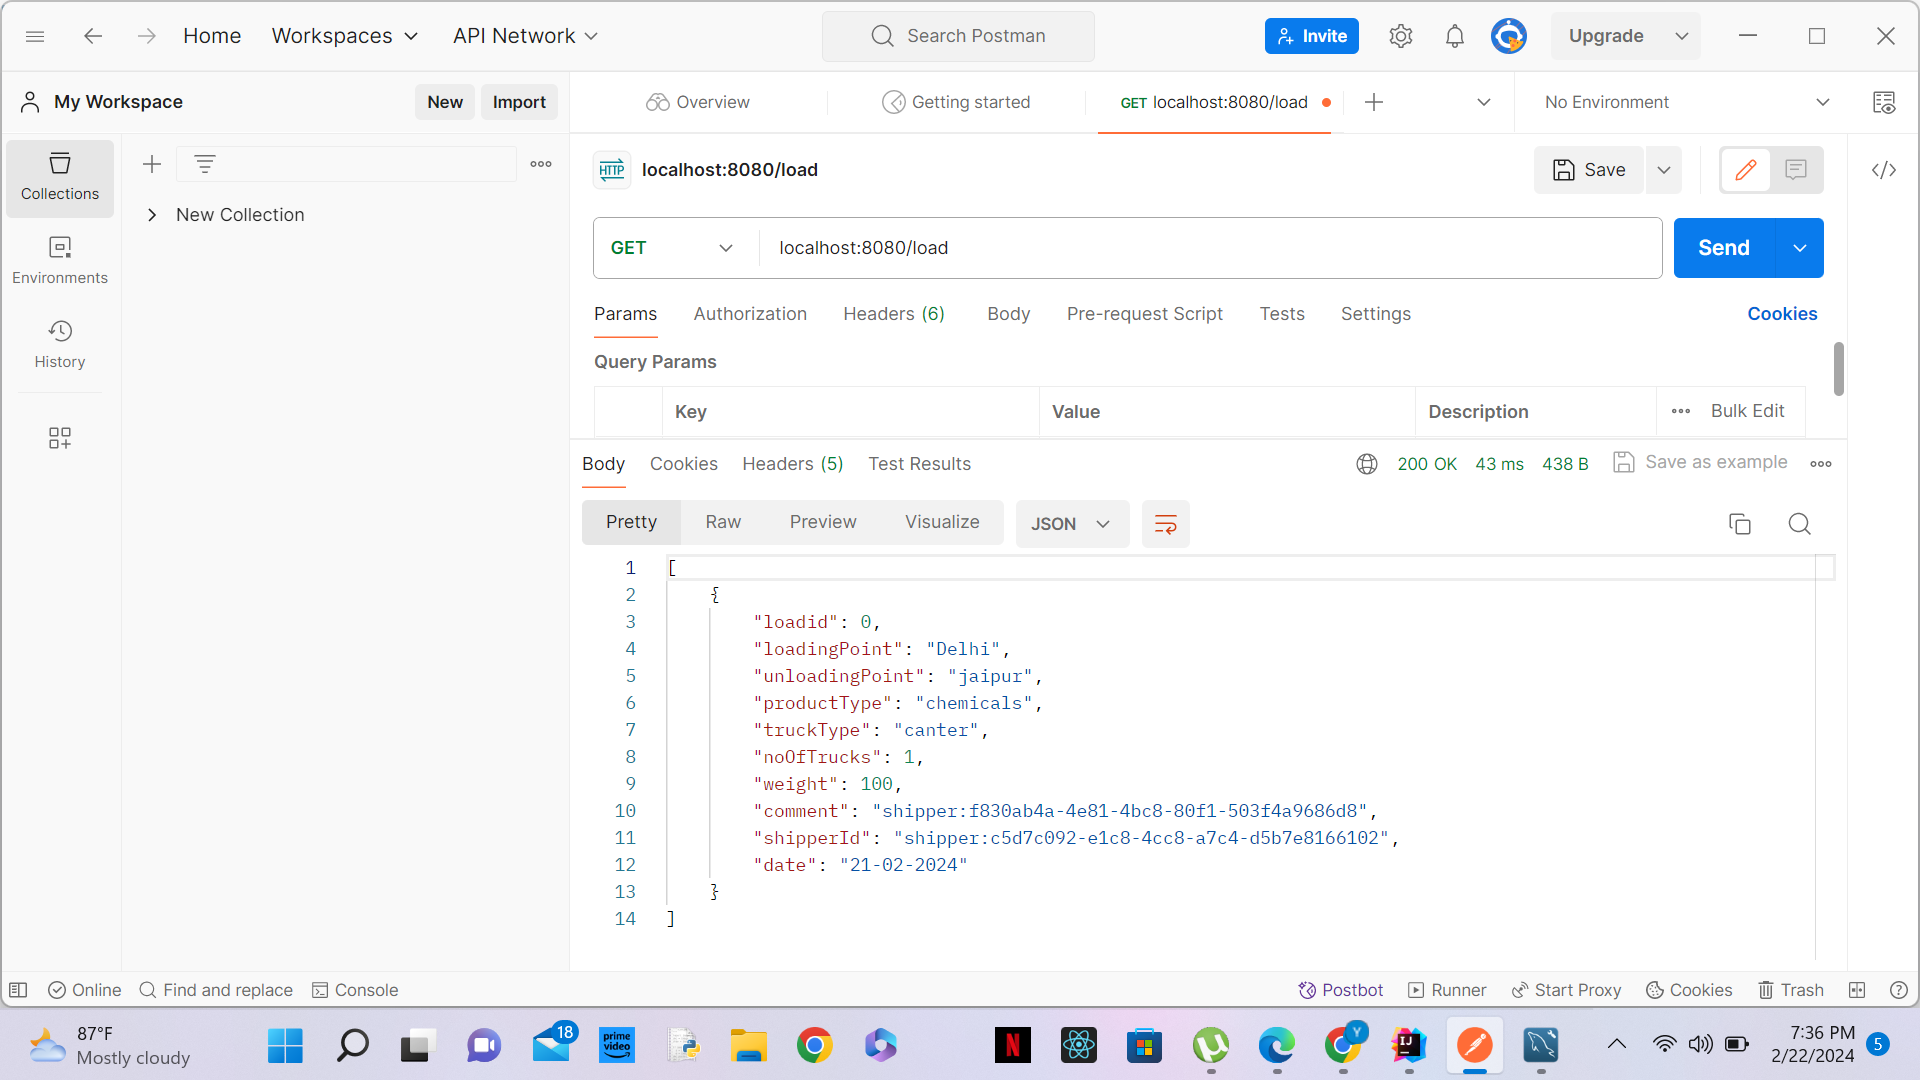 Home Workspaces API Network Search Postman Invite Upgrade
My Workspace New Import Overview Getting started GET localhost:8080/load No Environment
Collections
Environments
History
New Collection
HTTP localhost:8080/load Save
GET localhost:8080/load Send
Params Authorization Headers (6) Body Pre-request Script Tests Settings Cookies
Query Params
Key Value Description Bulk Edit
Body Cookies Headers (5) Test Results 200 OK 43 ms 438 B Save as example
Pretty Raw Preview Visualize JSON
1 [
2 {
3 "loadid": 0,
4 "loadingPoint": "Delhi",
5 "unloadingPoint": "jaipur",
6 "productType": "chemicals",
7 "truckType": "canter",
8 "noOfTrucks": 1,
9 "weight": 100,
10 "comment": "shipper:f830ab4a-4e81-4bc8-80f1-503f4a9686d8",
11 "shipperId": "shipper:c5d7c092-e1c8-4cc8-a7c4-d5b7e8166102",
12 "date": "21-02-2024"
13 }
14 ]
Online Find and replace Console Postbot Runner Start Proxy Cookies Trash
87°F
Mostly cloudy
18
prime
video
N
Y
IJ
7:36 PM
2/22/2024
5